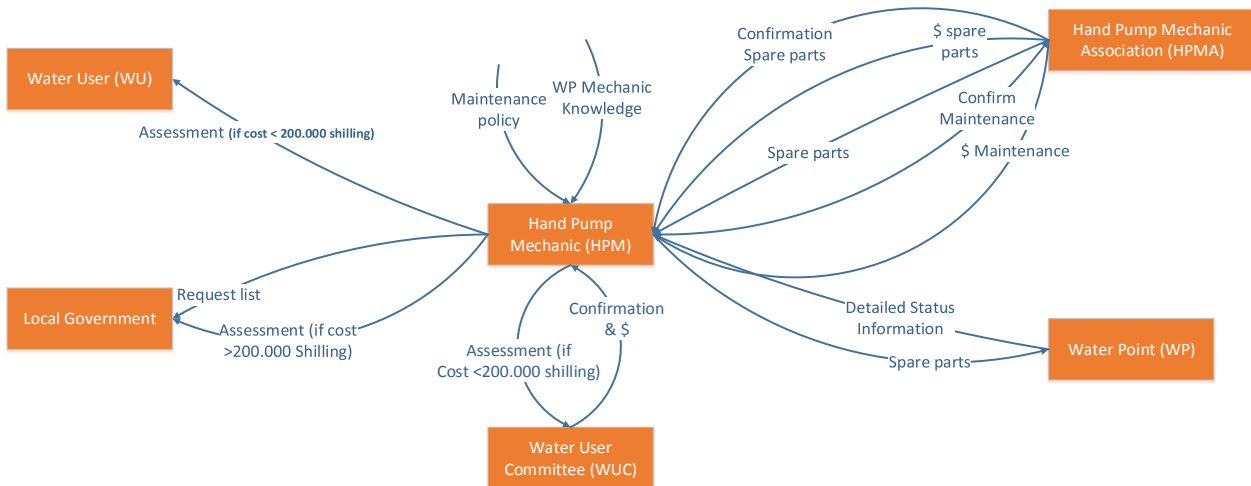 Water User (WU)
Assessment (if cost < 200.000 shilling)
Maintenance
policy
WP Mechanic
Knowledge
Confirmation
Spare parts
$ spare
parts
Hand Pump Mechanic
Association (HPMA)
Confirm
Maintenance
$ Maintenance
Spare parts
Hand Pump
Mechanic (HPM)
Request list
Local Government
Assessment (if cost
>200.000 Shilling)
Confirmation
& $
Assessment (if
Cost <200.000 shilling)
Detailed Status
Information
Spare parts
Water Point (WP)
Water User
Committee (WUC)